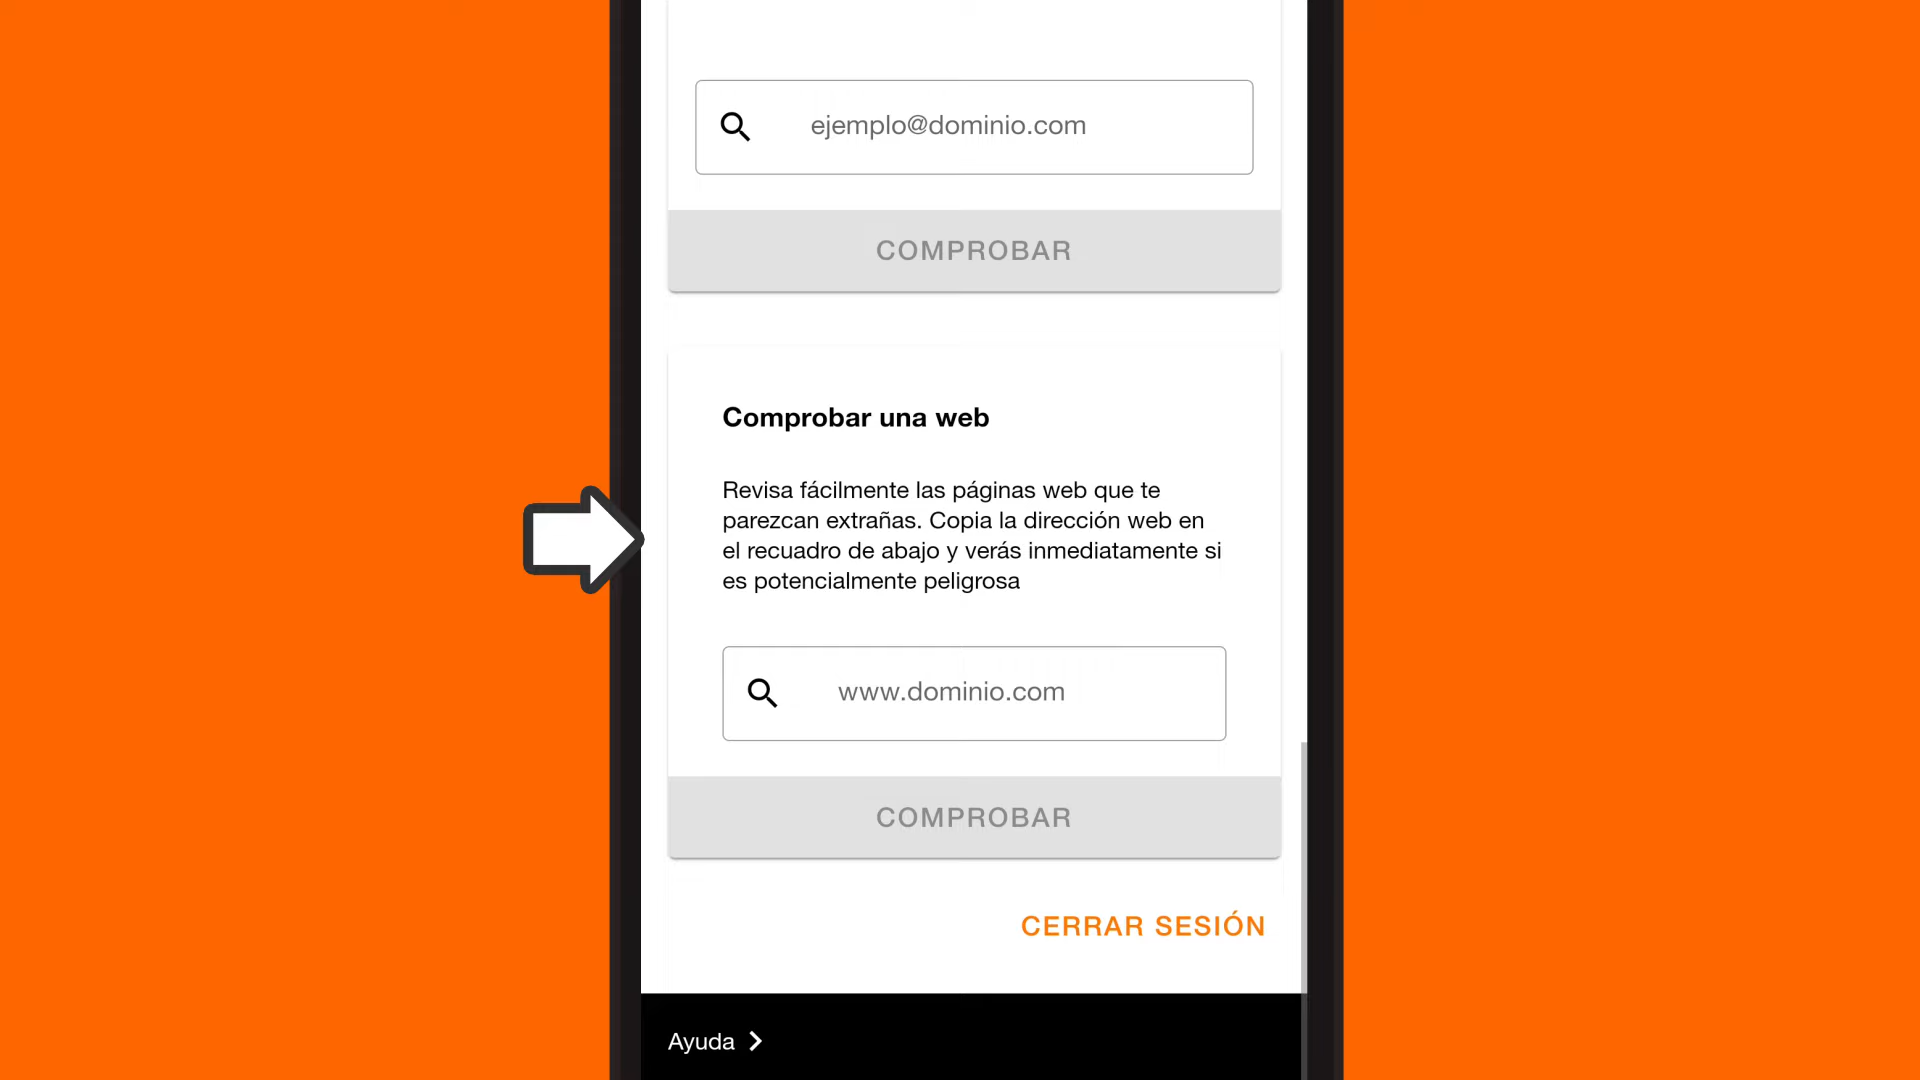 ejemplo@dominio.com
COMPROBAR
Comprobar una web
Revisa fácilmente las páginas web que te
parezcan extrañas. Copia la dirección web en
el recuadro de abajo y verás inmediatamente si
es potencialmente peligrosa
www.dominio.com
COMPROBAR
CERRAR SESIÓN
Ayuda